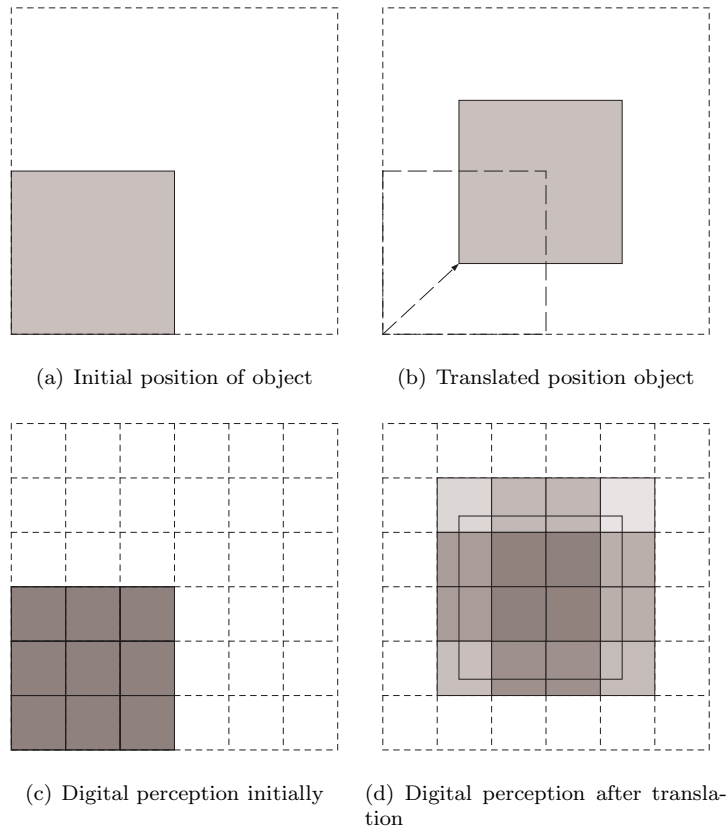 (a) Initial position of object
(b) Translated position object
(c) Digital perception initially
(d) Digital perception after transla-
tion